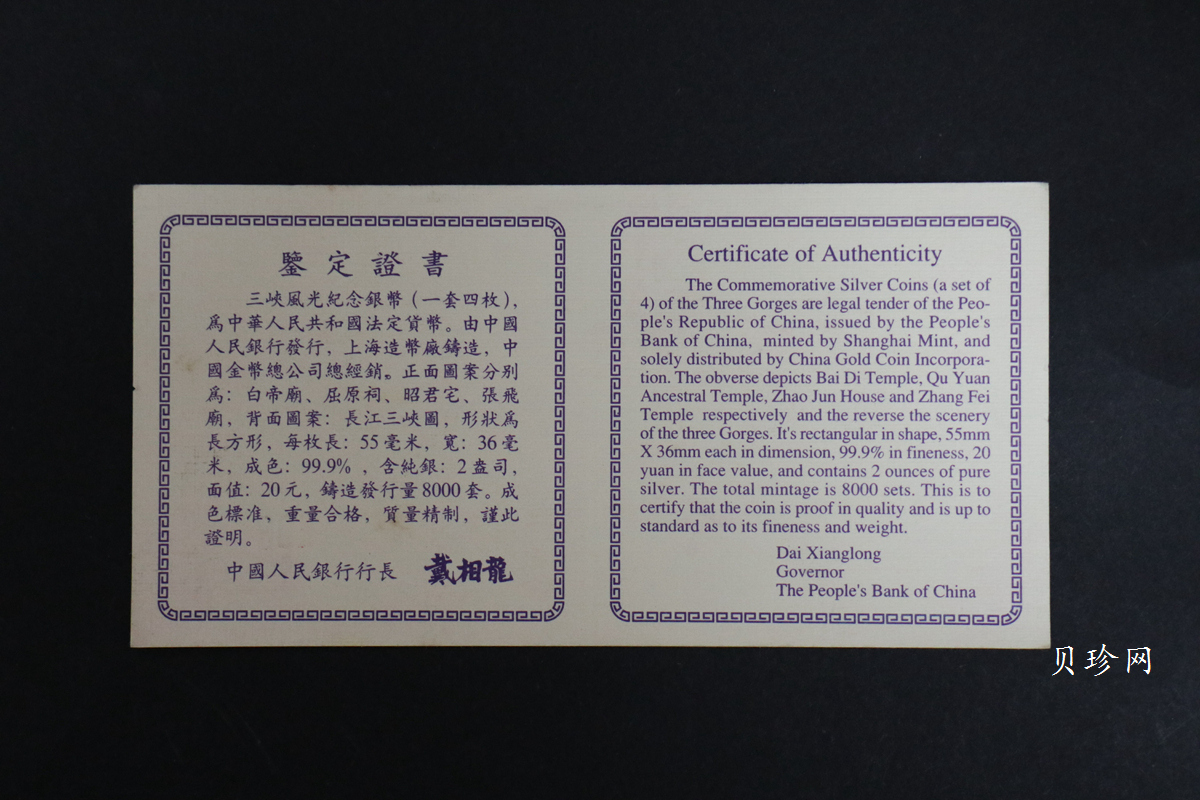 鑒定證書
三峽風光紀念銀幣（一套四枚），
爲中華人民共和國法定貨幣。由中國
人民銀行發行，上海造幣廠鑄造，中
國金幣總公司總經銷。正面圖案分别
爲：白帝廟、屈原祠、昭君宅、張飛
廟，背面圖案：長江三峽圖，形狀爲
長方形，每枚長：55毫米，寬：36毫
米，成色：99.9%，含純銀：2盎司，
面值：20元，鑄造發行量8000套。成
色標准，重量合格，質量精制，謹此
證明。
中國人民銀行行長 戴相龍
Certificate of Authenticity
The Commemorative Silver Coins (a set of
4) of the Three Gorges are legal tender of the Peo-
ple's Republic of China, issued by the People's
Bank of China, minted by Shanghai Mint, and
solely distributed by China Gold Coin Incorpora-
tion. The obverse depicts Bai Di Temple, Qu Yuan
Ancestral Temple, Zhao Jun House and Zhang Fei
Temple respectively and the reverse the scenery
of the three Gorges. It's rectangular in shape, 55mm
X 36mm each in dimension, 99.9% in fineness, 20
yuan in face value, and contains 2 ounces of pure
silver. The total mintage is 8000 sets. This is to
certify that the coin is proof in quality and is up to
standard as to its fineness and weight.
Dai Xianglong
Governor
The People's Bank of China
贝珍网